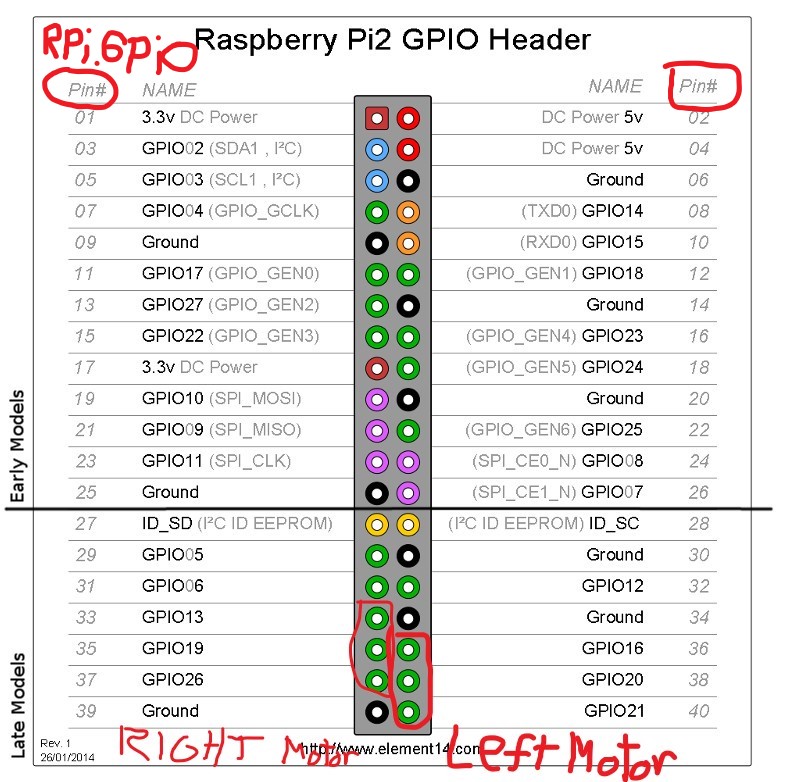 RPi.GPiO
Raspberry Pi2 GPIO Header
Pin# NAME NAME Pin#
01 3.3v DC Power DC Power 5v 02
03 GPIO02 (SDA1 , I²C) DC Power 5v 04
05 GPIO03 (SCL1 , I²C) Ground 06
07 GPIO04 (GPIO_GCLK) (TXD0) GPIO14 08
09 Ground (RXD0) GPIO15 10
11 GPIO17 (GPIO_GEN0) (GPIO_GEN1) GPIO18 12
13 GPIO27 (GPIO_GEN2) Ground 14
15 GPIO22 (GPIO_GEN3) (GPIO_GEN4) GPIO23 16
17 3.3v DC Power (GPIO_GEN5) GPIO24 18
19 GPIO10 (SPI_MOSI) Ground 20
21 GPIO09 (SPI_MISO) (GPIO_GEN6) GPIO25 22
23 GPIO11 (SPI_CLK) (SPI_CE0_N) GPIO08 24
25 Ground (SPI_CE1_N) GPIO07 26
Early Models
27 ID_SD (I²C ID EEPROM) (I²C ID EEPROM) ID_SC 28
29 GPIO05 Ground 30
31 GPIO06 GPIO12 32
33 GPIO13 Ground 34
35 GPIO19 GPIO16 36
37 GPIO26 GPIO20 38
39 Ground GPIO21 40
Late Models
Rev. 1
26/01/2014
RIGHT Motor
http://www.element14.com
Left Motor